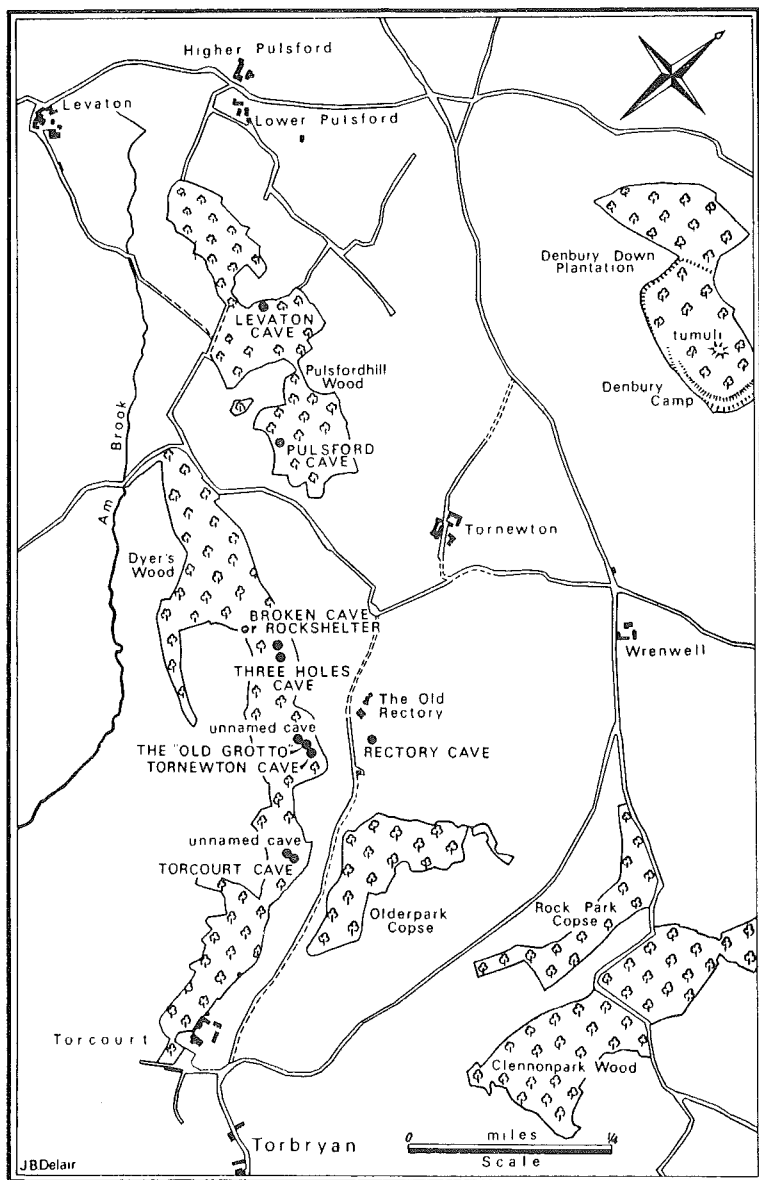 Higher Pulsford
Levaton
Lower Pulsford
Denbury Down
Plantation
LEVATON
CAVE
tumuli
Pulsfordhill
Wood
Denbury
Camp
Brook
Am
PULSFORD
CAVE
Tornewton
Dyer's
Wood
BROKEN CAVE
or ROCKSHELTER
Wrenwell
THREE HOLES
CAVE
The Old
Rectory
unnamed cave
THE "OLD GROTTO"
RECTORY CAVE
TORNEWTON CAVE
unnamed cave
TORCOURT CAVE
Olderpark
Copse
Rock Park
Copse
Torcourt
Clennonpark Wood
Torbryan
0 miles 1/4
Scale
JBDelair